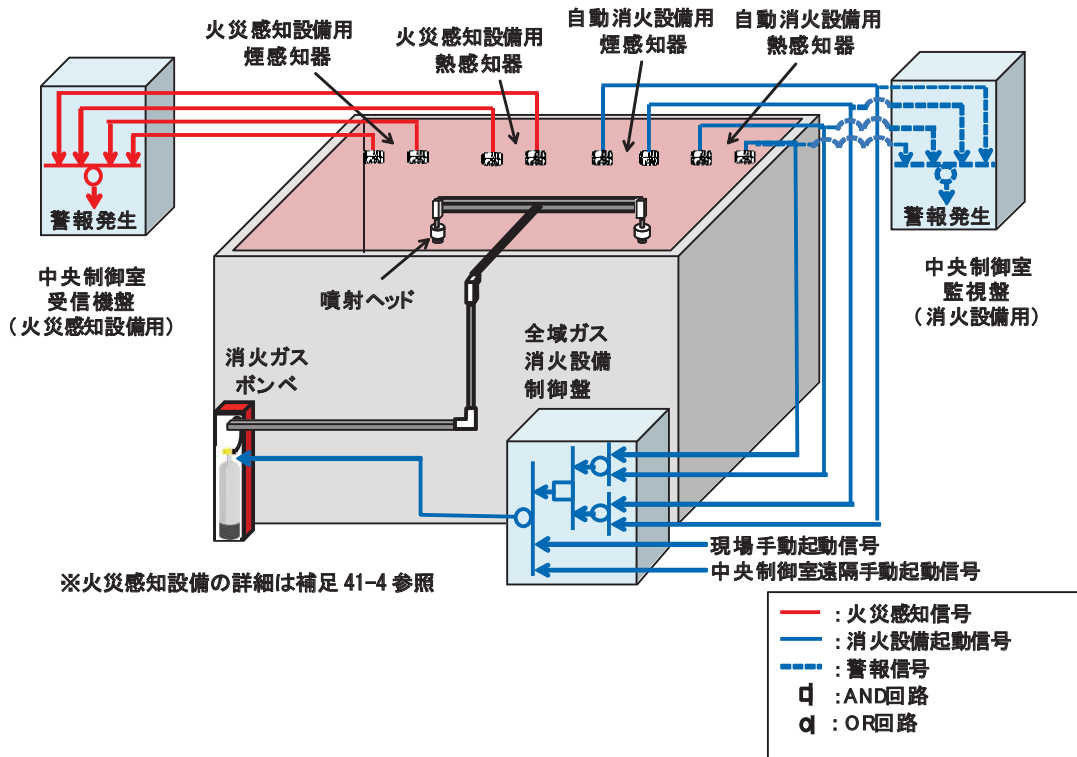 火災感知設備用
煙感知器
火災感知設備用
熱感知器
自動消火設備用
煙感知器
自動消火設備用
熱感知器
警報発生
警報発生
中央制御室
受信機盤
（火災感知設備用）
中央制御室
監視盤
（消火設備用）
噴射ヘッド
消火ガス
ボンベ
全域ガス
消火設備
制御盤
現場手動起動信号
中央制御室遠隔手動起動信号
※火災感知設備の詳細は補足 41-4 参照
：火災感知信号
：消火設備起動信号
：警報信号
：AND回路
：OR回路